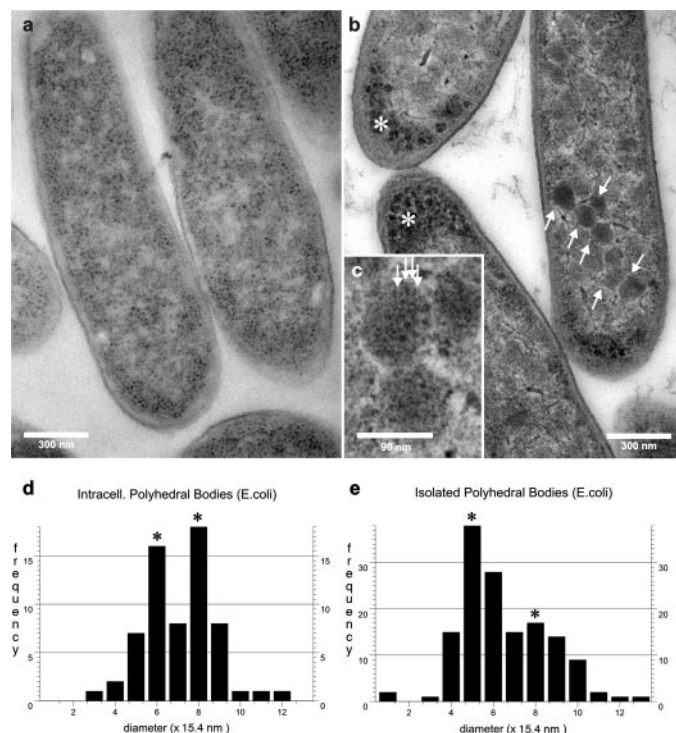 a
b
*
*
c
300 nm
90 nm
300 nm
d
Intracell. Polyhedral Bodies (E.coli)
e
Isolated Polyhedral Bodies (E.coli)
frequency
15
10
5
0
*
*
15
10
5
0
2 4 6 8 10 12
diameter (x 15.4 nm )
frequency
30
20
10
0
*
*
30
20
10
0
2 4 6 8 10 12
diameter (x 15.4 nm)